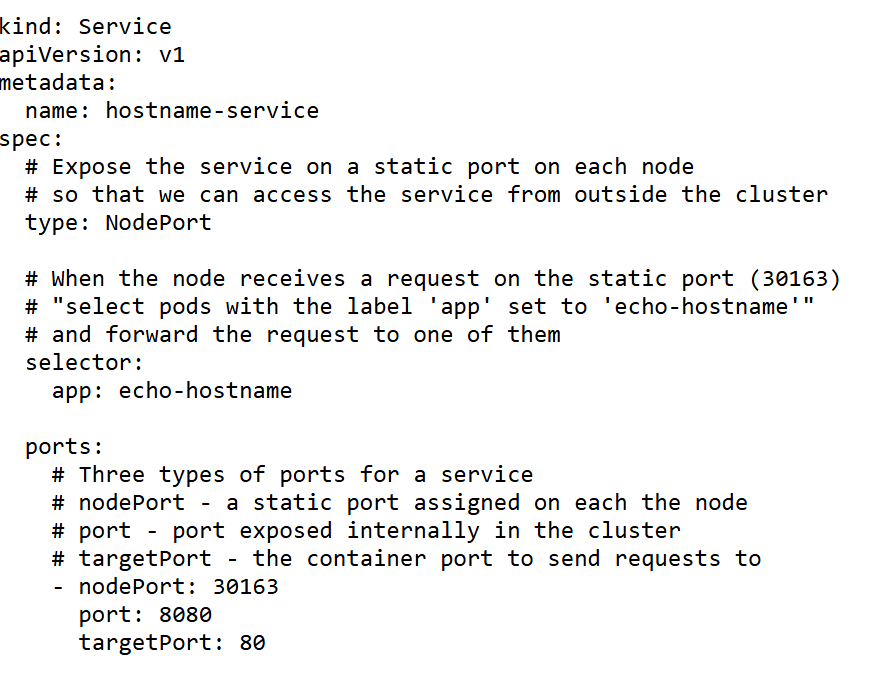 kind: Service
apiVersion: v1
metadata:
  name: hostname-service
spec:
  # Expose the service on a static port on each node
  # so that we can access the service from outside the cluster
  type: NodePort

  # When the node receives a request on the static port (30163)
  # "select pods with the label 'app' set to 'echo-hostname'"
  # and forward the request to one of them
  selector:
    app: echo-hostname

  ports:
    # Three types of ports for a service
    # nodePort - a static port assigned on each the node
    # port - port exposed internally in the cluster
    # targetPort - the container port to send requests to
    - nodePort: 30163
      port: 8080
      targetPort: 80